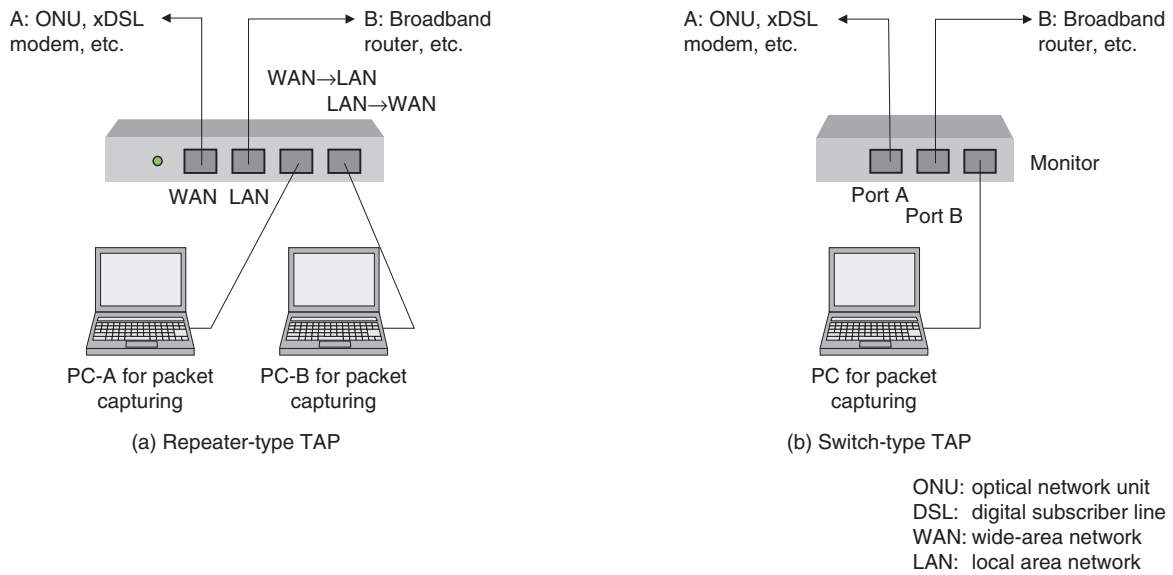 A: ONU, xDSL
modem, etc.
B: Broadband
router, etc.
WAN→LAN
LAN→WAN
WAN LAN
PC-A for packet
capturing
PC-B for packet
capturing
(a) Repeater-type TAP
A: ONU, xDSL
modem, etc.
B: Broadband
router, etc.
Monitor
Port A
Port B
PC for packet
capturing
(b) Switch-type TAP
ONU: optical network unit
DSL: digital subscriber line
WAN: wide-area network
LAN: local area network